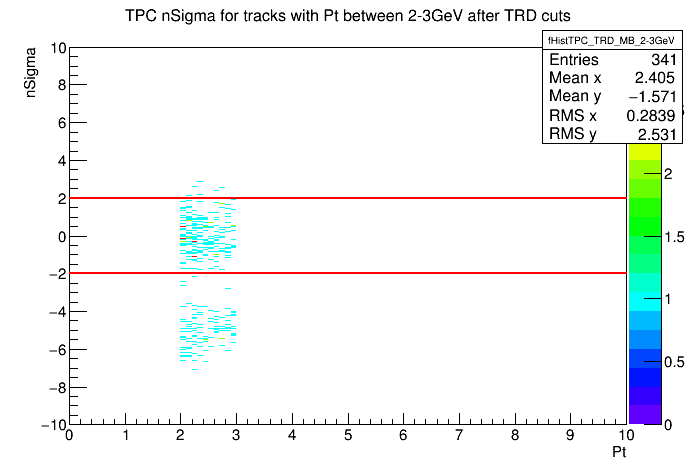 TPC nSigma for tracks with Pt between 2-3GeV after TRD cuts
fHistTPC_TRD_MB_2-3GeV
Entries 341
Mean x 2.405
Mean y −1.571
RMS x 0.2839
RMS y 2.531
nSigma
10
8
6
4
2
0
−2
−4
−6
−8
−10
0 1 2 3 4 5 6 7 8 9 10
Pt
2
1.5
1
0.5
0